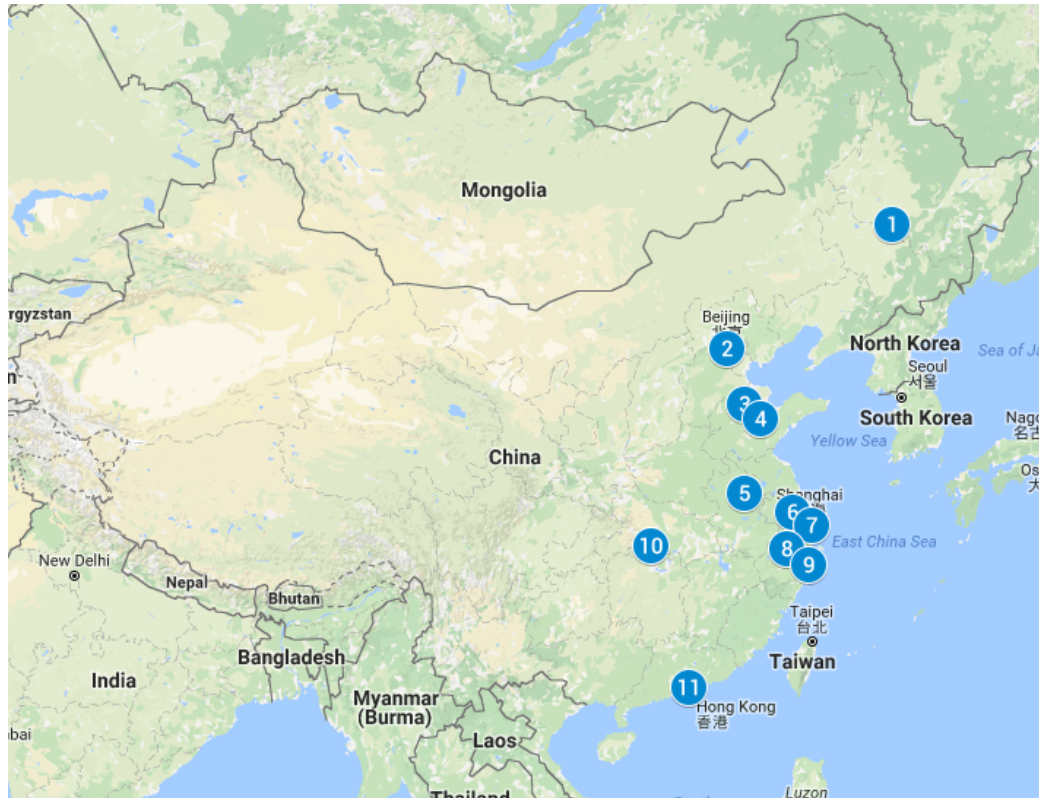 Mongolia
1
rgyzstan
Beijing
2
North Korea
Sea of Ja
Seoul
서울
n
3
4
South Korea
Nago
名古
Yellow Sea
China
Os
大
5
Shanghai
6
7
10
8
East China Sea
9
New Delhi
Nepal
Bhutan
Taipei
台北
Bangladesh
Taiwan
India
11
Myanmar
(Burma)
Hong Kong
香港
bai
Laos
Luzon
Thailand